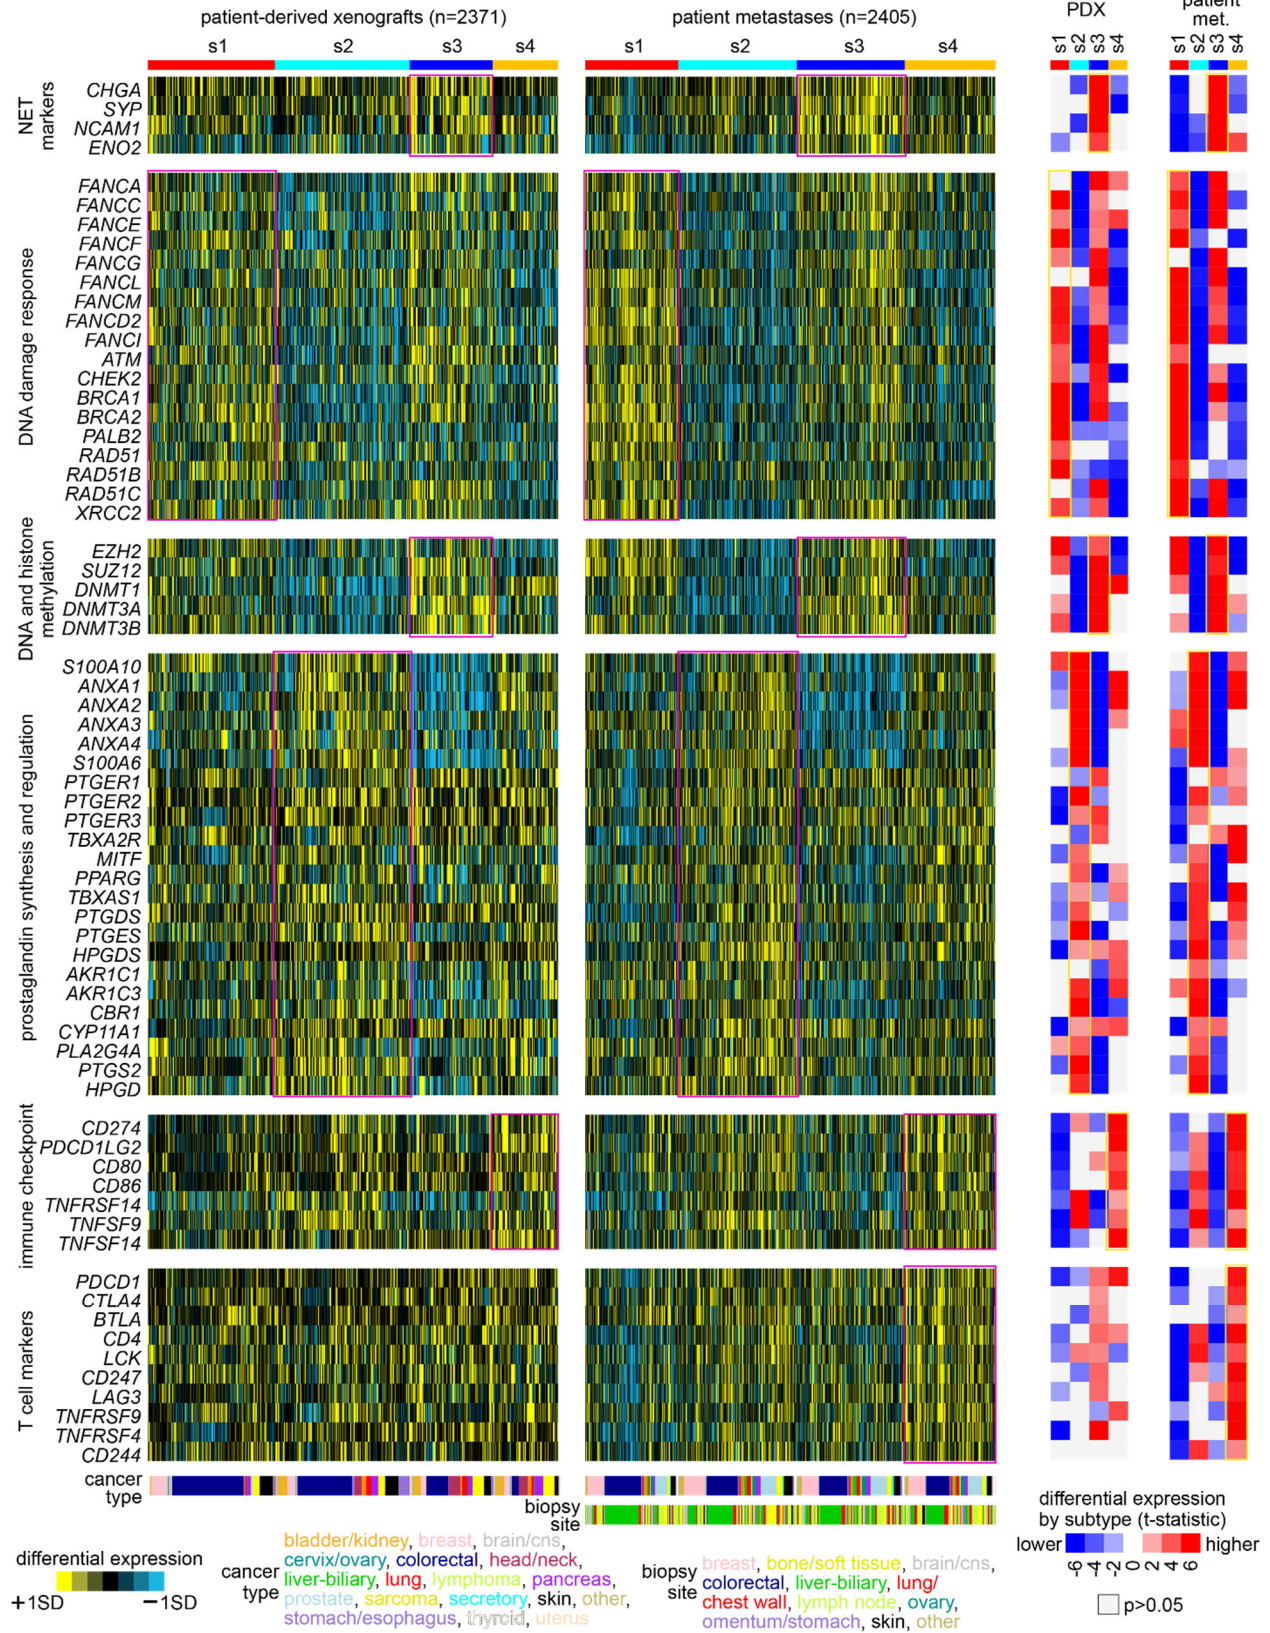 patient-derived xenografts (n=2371)
patient metastases (n=2405)
PDX
patient
met.
s1 s2 s3 s4
s1 s2 s3 s4
s1 s2 s3 s4
s1 s2 s3 s4
NET
markers
CHGA
SYP
NCAM1
ENO2
DNA damage response
FANCA
FANCC
FANCE
FANCF
FANCG
FANCL
FANCM
FANCD2
FANCI
ATM
CHEK2
BRCA1
BRCA2
PALB2
RAD51
RAD51B
RAD51C
XRCC2
DNA and histone
methylation
EZH2
SUZ12
DNMT1
DNMT3A
DNMT3B
prostaglandin synthesis and regulation
S100A10
ANXA1
ANXA2
ANXA3
ANXA4
S100A6
PTGER1
PTGER2
PTGER3
TBXA2R
MITF
PPARG
TBXAS1
PTGDS
PTGES
HPGDS
AKR1C1
AKR1C3
CBR1
CYP11A1
PLA2G4A
PTGS2
HPGD
immune checkpoint
CD274
PDCD1LG2
CD80
CD86
TNFRSF14
TNFSF9
TNFSF14
T cell markers
PDCD1
CTLA4
BTLA
CD4
LCK
CD247
LAG3
TNFRSF9
TNFRSF4
CD244
cancer
type
biopsy
site
differential expression
+1SD −1SD
cancer
type
bladder/kidney, breast, brain/cns,
cervix/ovary, colorectal, head/neck,
liver-biliary, lung, lymphoma, pancreas,
prostate, sarcoma, secretory, skin, other,
stomach/esophagus, thyroid, uterus
biopsy
site
breast, bone/soft tissue, brain/cns,
colorectal, liver-biliary, lung/
chest wall, lymph node, ovary,
omentum/stomach, skin, other
differential expression
by subtype (t-statistic)
lower higher
-6 -4 -2 0 2 4 6
p>0.05